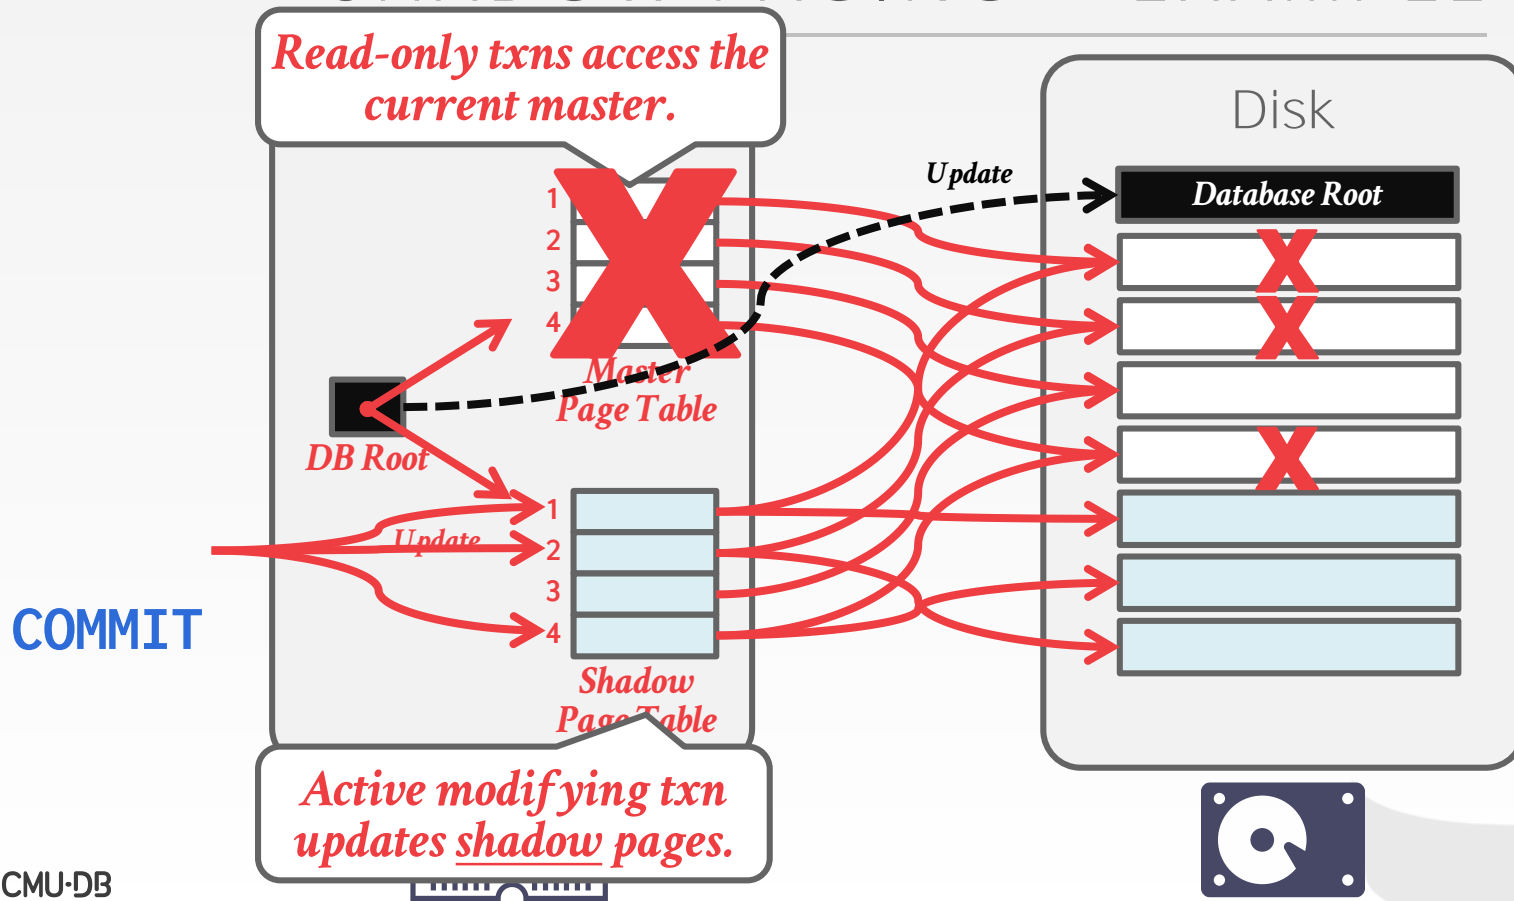 Read-only txns access the
current master.
Disk
Update
Database Root
1
2
3
4
Master
Page Table
DB Root
1
Update
2
3
4
COMMIT
Shadow
Page Table
Active modifying txn
updates shadow pages.
CMU·DB